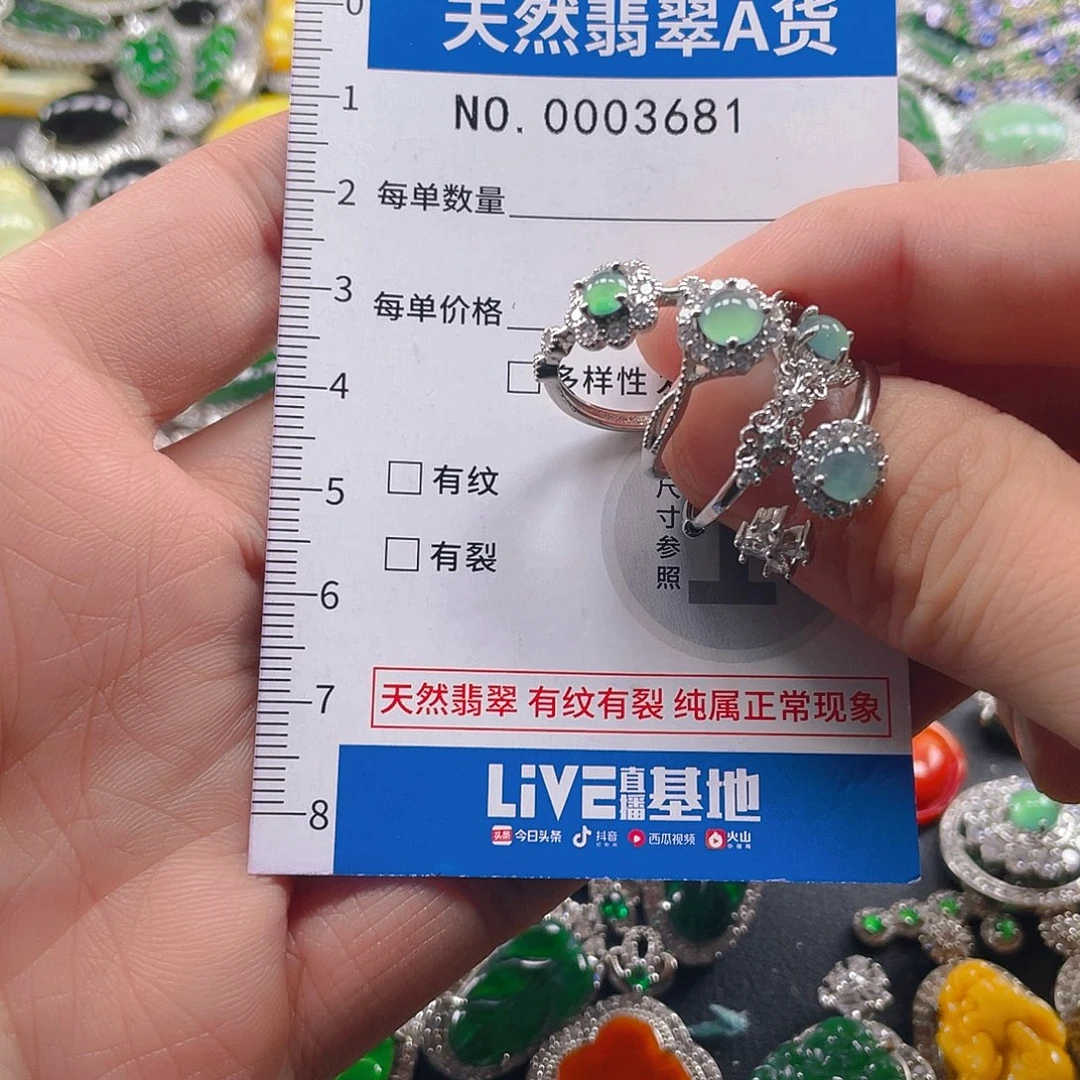 0
天然翡翠A货
1
NO. 0003681
2
每单数量
3
每单价格
4
多样性
5
有纹
尺寸参照
有裂
6
7
天然翡翠 有纹有裂 纯属正常现象
LiVE直播基地
8
头条 今日头条 抖音 西瓜视频 火山